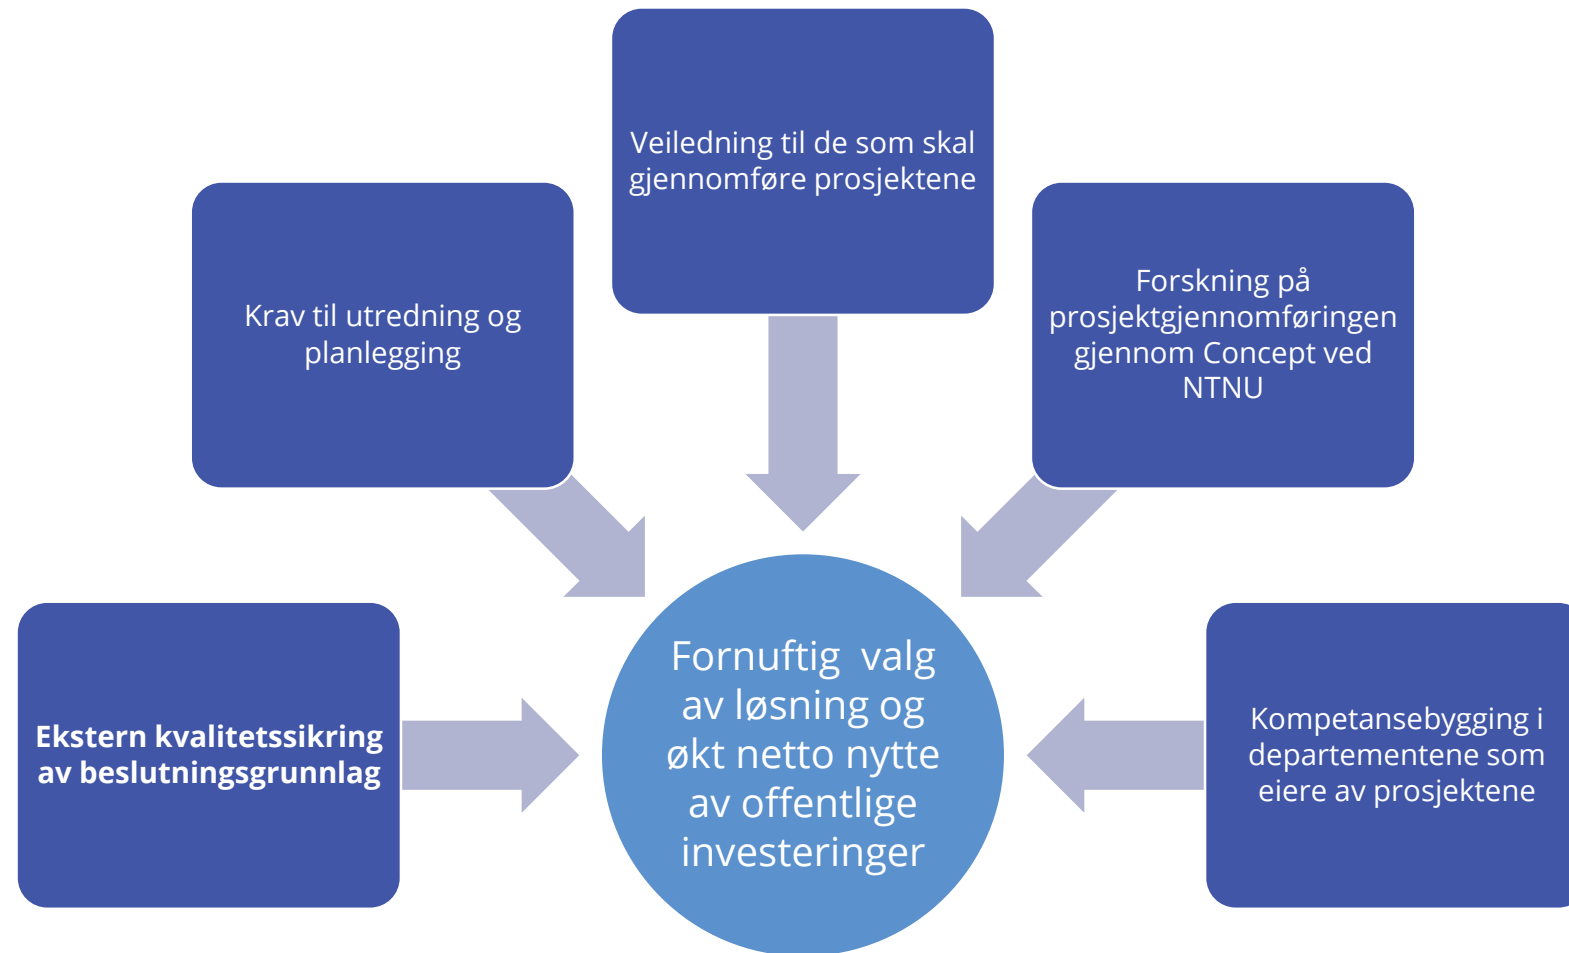 Veiledning til de som skal
gjennomføre prosjektene
Krav til utredning og
planlegging
Forskning på
prosjektgjennomføringen
gjennom Concept ved
NTNU
Ekstern kvalitetssikring
av beslutningsgrunnlag
Fornuftig  valg
av løsning og
økt netto nytte
av offentlige
investeringer
Kompetansebygging i
departementene som
eiere av prosjektene